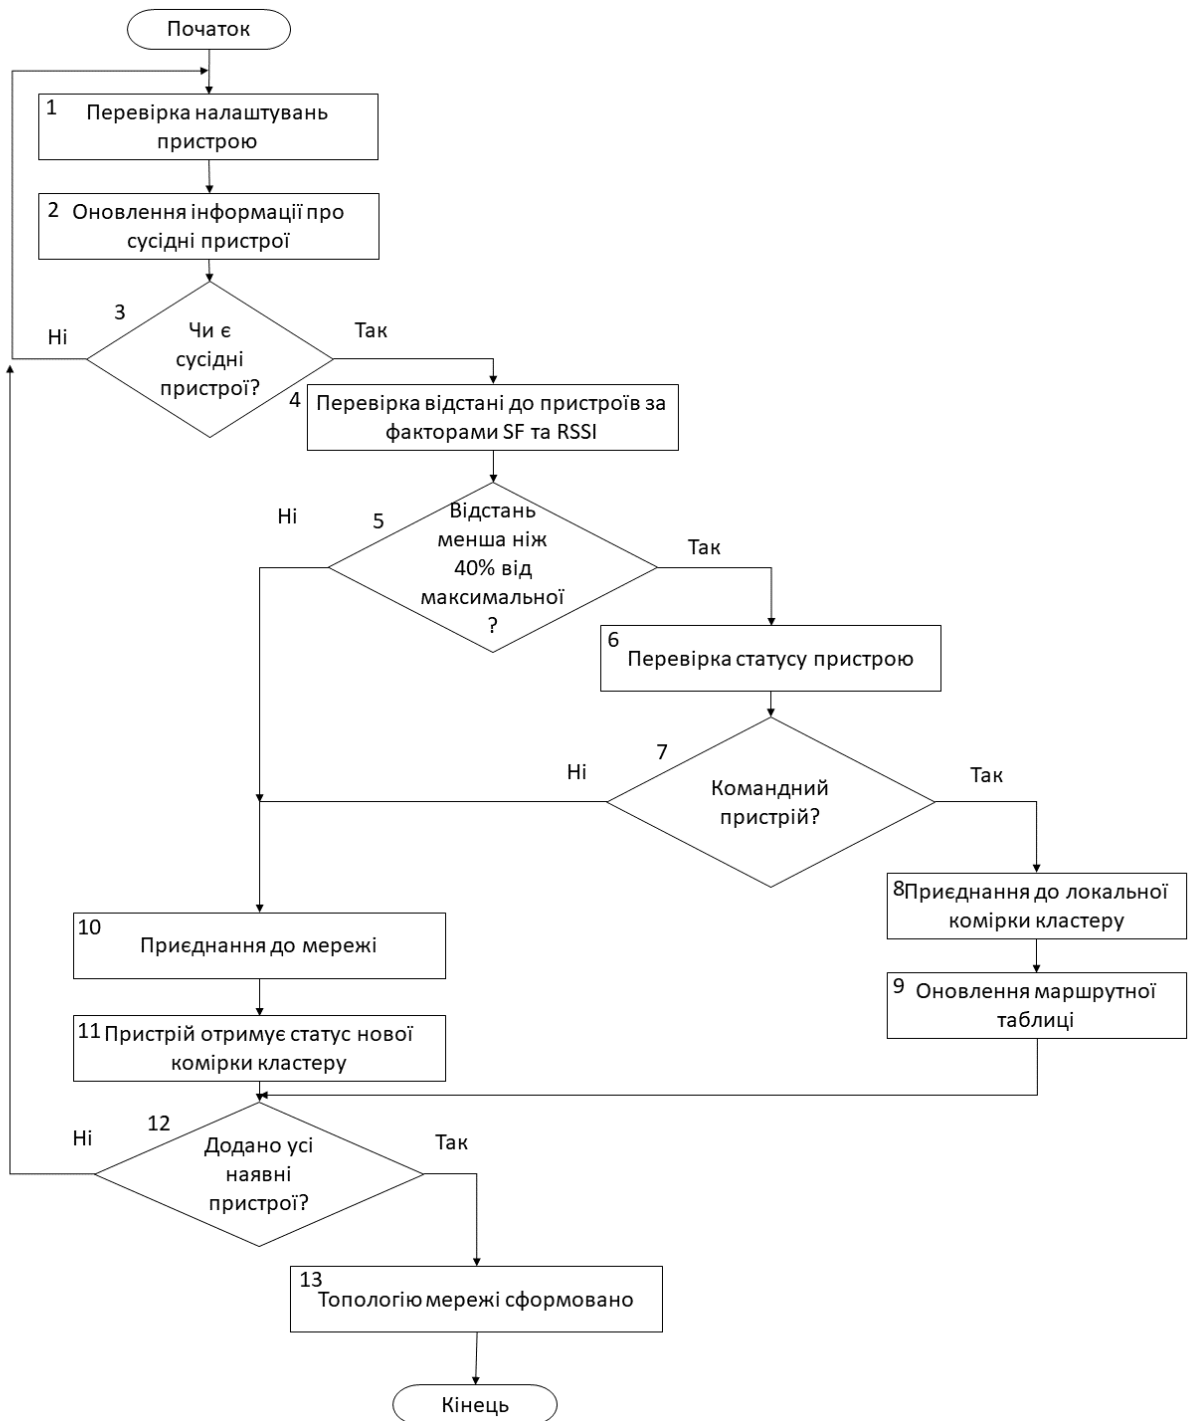 Початок
1
Перевірка налаштувань
пристрою
2
Оновлення інформації про
сусідні пристрої
3
Ні
Так
Чи є
сусідні
пристрої?
4
Перевірка відстані до пристроїв за
факторами SF та RSSI
Ні
5
Відстань
менша ніж
40% від
максимальної
?
Так
6
Перевірка статусу пристрою
7
Ні
Так
Командний
пристрій?
8
Приєднання до локальної
комірки кластеру
9
Оновлення маршрутної
таблиці
10
Приєднання до мережі
11
Пристрій отримує статус нової
комірки кластеру
12
Ні
Так
Додано усі
наявні
пристрої?
13
Топологію мережі сформовано
Кінець